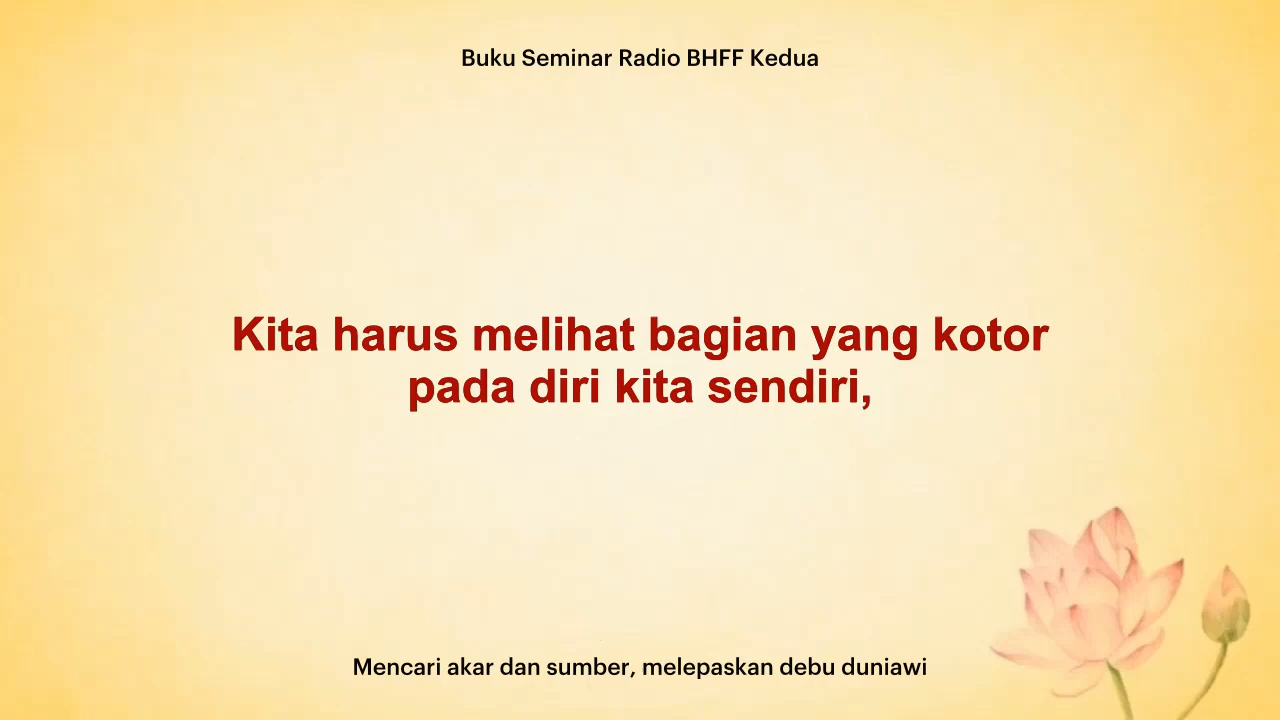 Buku Seminar Radio BHFF Kedua
Kita harus melihat bagian yang kotor
pada diri kita sendiri,
Mencari akar dan sumber, melepaskan debu duniawi